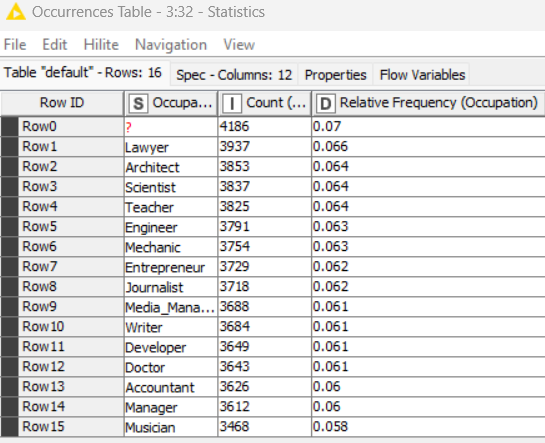 Occurrences Table - 3:32 - Statistics
File Edit Hilite Navigation View
Table "default" - Rows: 16 Spec - Columns: 12 Properties Flow Variables
Row ID S Occupa... I Count (... D Relative Frequency (Occupation)
Row0 ? 4186 0.07
Row1 Lawyer 3937 0.066
Row2 Architect 3853 0.064
Row3 Scientist 3837 0.064
Row4 Teacher 3825 0.064
Row5 Engineer 3791 0.063
Row6 Mechanic 3754 0.063
Row7 Entrepreneur 3729 0.062
Row8 Journalist 3718 0.062
Row9 Media_Mana... 3688 0.061
Row10 Writer 3684 0.061
Row11 Developer 3649 0.061
Row12 Doctor 3643 0.061
Row13 Accountant 3626 0.06
Row14 Manager 3612 0.06
Row15 Musician 3468 0.058